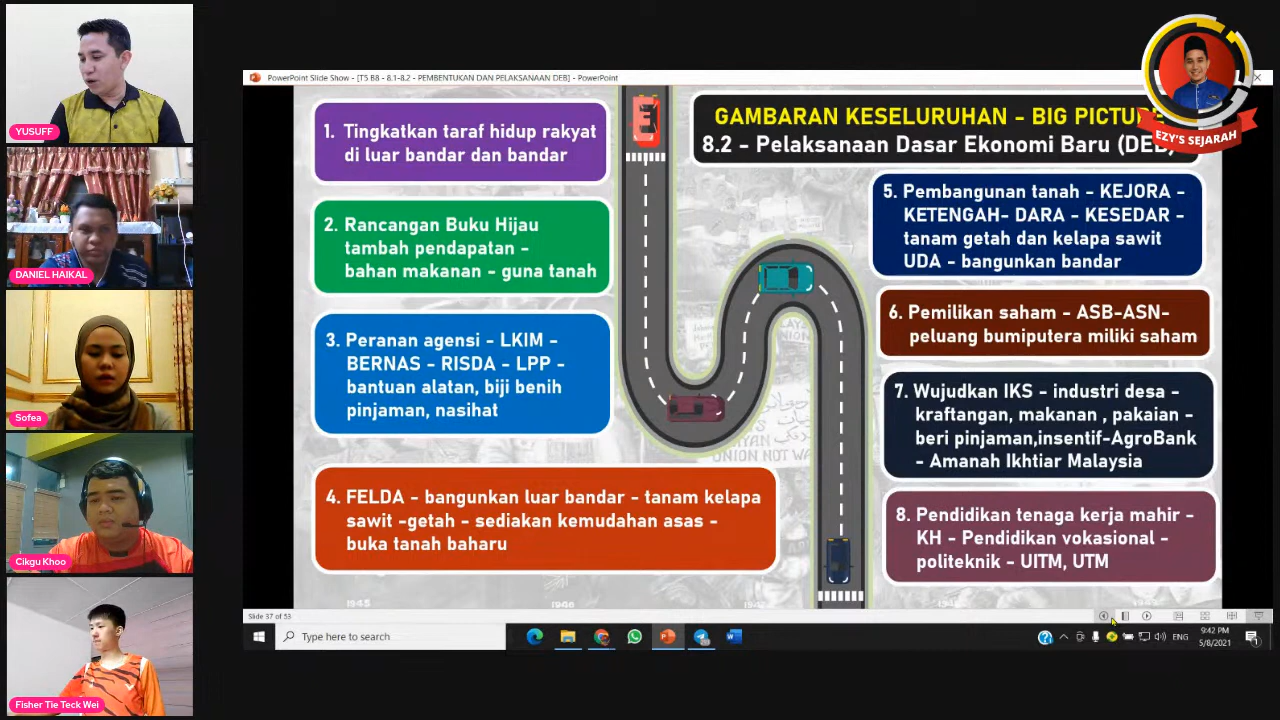 YUSUFF
DANIEL HAIKAL
Sofea
Cikgu Khoo
Fisher Tie Teck Wei
PowerPoint Slide Show - [T5 B8 - 8.1-8.2 - PEMBENTUKAN DAN PELAKSANAAN DEB] - PowerPoint
EZY'S SEJARAH
GAMBARAN KESELURUHAN - BIG PICTURE
8.2 - Pelaksanaan Dasar Ekonomi Baru (DEB)
1. Tingkatkan taraf hidup rakyat
di luar bandar dan bandar
2. Rancangan Buku Hijau
tambah pendapatan -
bahan makanan - guna tanah
3. Peranan agensi - LKIM -
BERNAS - RISDA - LPP -
bantuan alatan, biji benih
pinjaman, nasihat
4. FELDA - bangunkan luar bandar - tanam kelapa
sawit -getah - sediakan kemudahan asas -
buka tanah baharu
5. Pembangunan tanah - KEJORA -
KETENGAH- DARA - KESEDAR -
tanam getah dan kelapa sawit
UDA - bangunkan bandar
6. Pemilikan saham - ASB-ASN-
peluang bumiputera miliki saham
7. Wujudkan IKS - industri desa -
kraftangan, makanan , pakaian -
beri pinjaman,insentif-AgroBank
- Amanah Ikhtiar Malaysia
8. Pendidikan tenaga kerja mahir -
KH - Pendidikan vokasional -
politeknik - UITM, UTM
UNION NOT WA
1945
1946
Slide 37 of 53
Type here to search
ENG
9:42 PM
5/8/2021